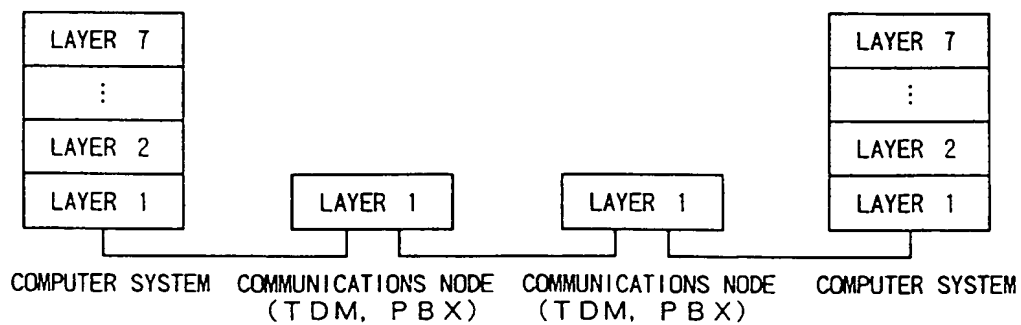 LAYER 7
⋮
LAYER 2
LAYER 1
COMPUTER SYSTEM
LAYER 1
COMMUNICATIONS NODE
(TDM, PBX)
LAYER 1
COMMUNICATIONS NODE
(TDM, PBX)
LAYER 7
⋮
LAYER 2
LAYER 1
COMPUTER SYSTEM